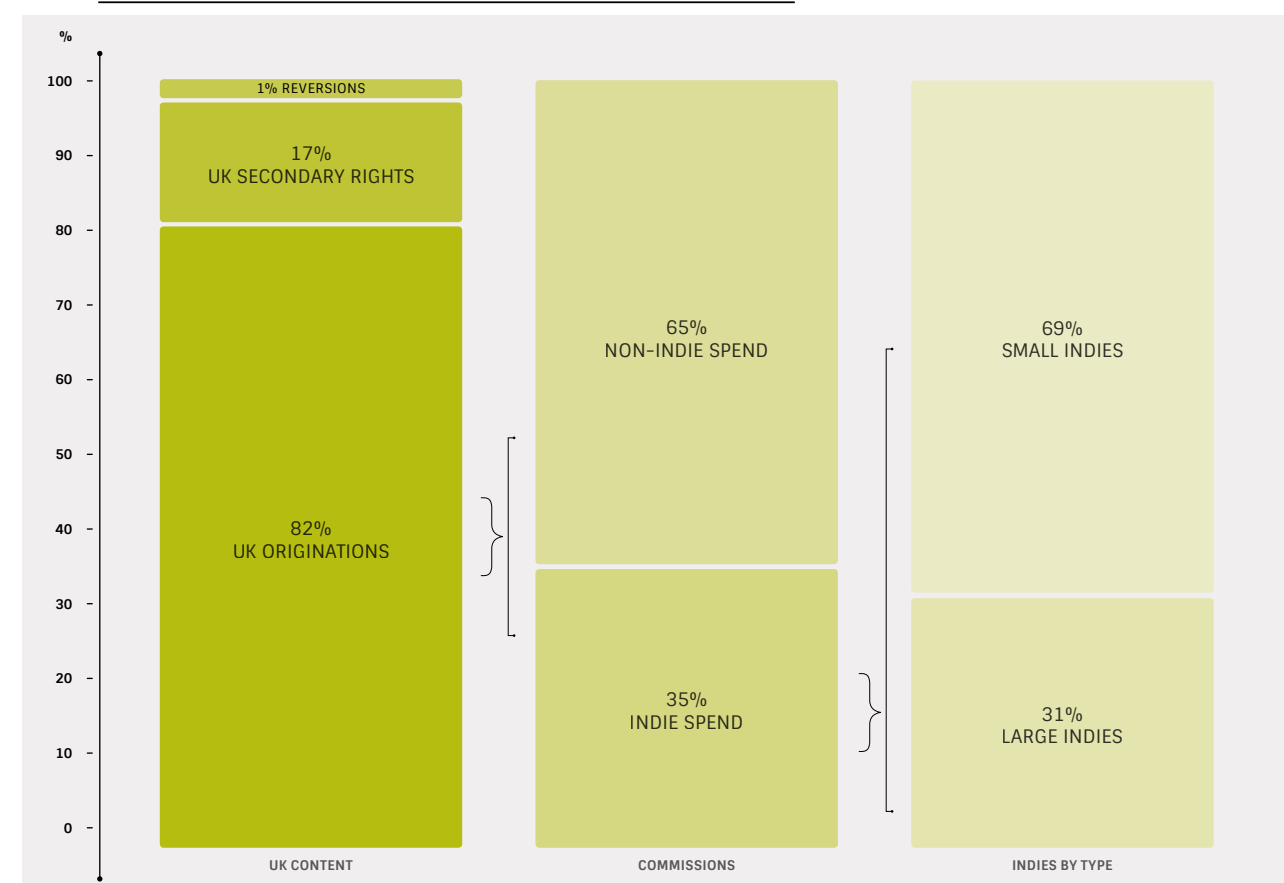 %
100
90
80
70
60
50
40
30
20
10
0
1% REVERSIONS
17%
UK SECONDARY RIGHTS
82%
UK ORIGINATIONS
UK CONTENT
65%
NON-INDIE SPEND
35%
INDIE SPEND
COMMISSIONS
69%
SMALL INDIES
31%
LARGE INDIES
INDIES BY TYPE